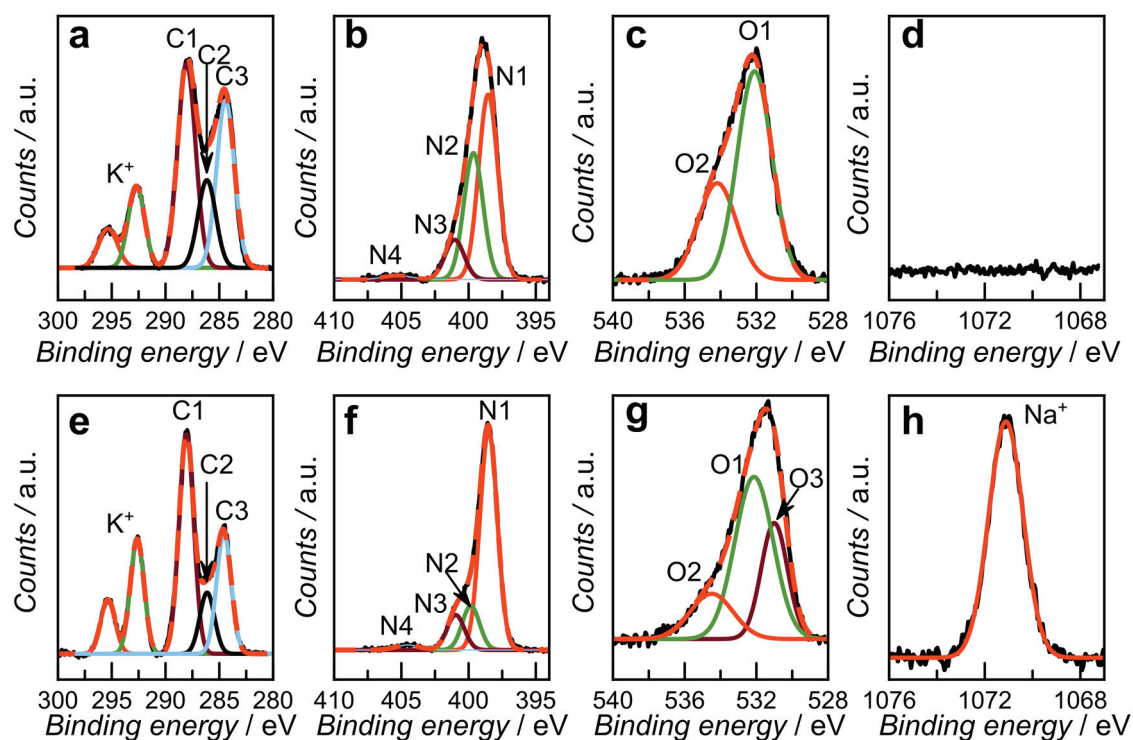 a
C1
C2
C3
K+
Counts / a.u.
300 295 290 285 280
Binding energy / eV
b
N1
N2
N3
N4
Counts / a.u.
410 405 400 395
Binding energy / eV
c
O1
O2
Counts / a.u.
540 536 532 528
Binding energy / eV
d
Counts / a.u.
1076 1072 1068
Binding energy / eV
e
C1
C2
C3
K+
Counts / a.u.
300 295 290 285 280
Binding energy / eV
f
N1
N2
N3
N4
Counts / a.u.
410 405 400 395
Binding energy / eV
g
O1
O3
O2
Counts / a.u.
540 536 532 528
Binding energy / eV
h
Na+
Counts / a.u.
1076 1072 1068
Binding energy / eV